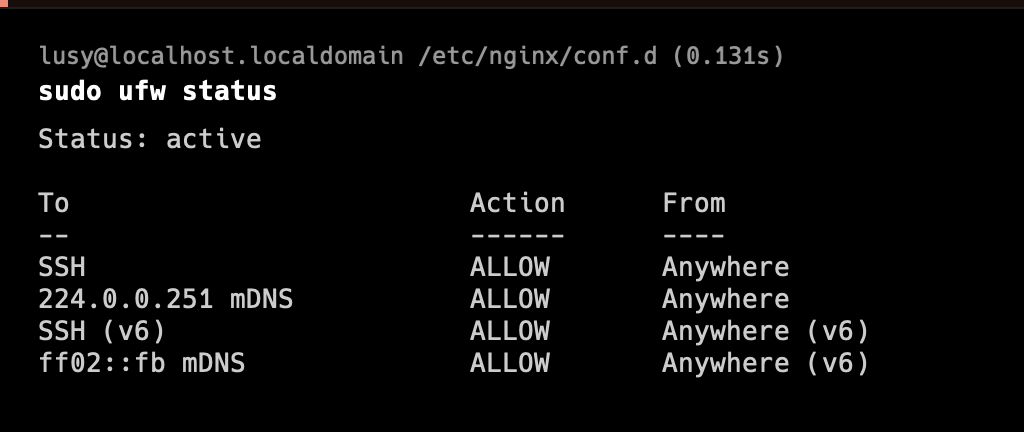 lusy@localhost.localdomain /etc/nginx/conf.d (0.131s)
sudo ufw status
Status: active
To Action From
-- ------ ----
SSH ALLOW Anywhere
224.0.0.251 mDNS ALLOW Anywhere
SSH (v6) ALLOW Anywhere (v6)
ff02::fb mDNS ALLOW Anywhere (v6)